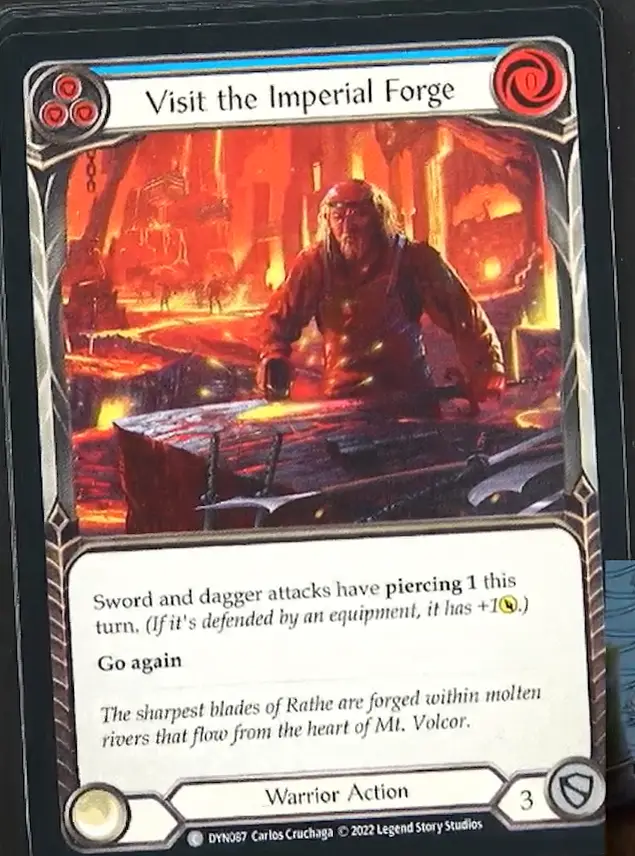 Visit the Imperial Forge
0
Sword and dagger attacks have piercing 1 this
turn. (If it's defended by an equipment, it has +1.)
Go again
The sharpest blades of Rathe are forged within molten
rivers that flow from the heart of Mt. Volcor.
Warrior Action
3
C DYN087 Carlos Cruchaga © 2022 Legend Story Studios